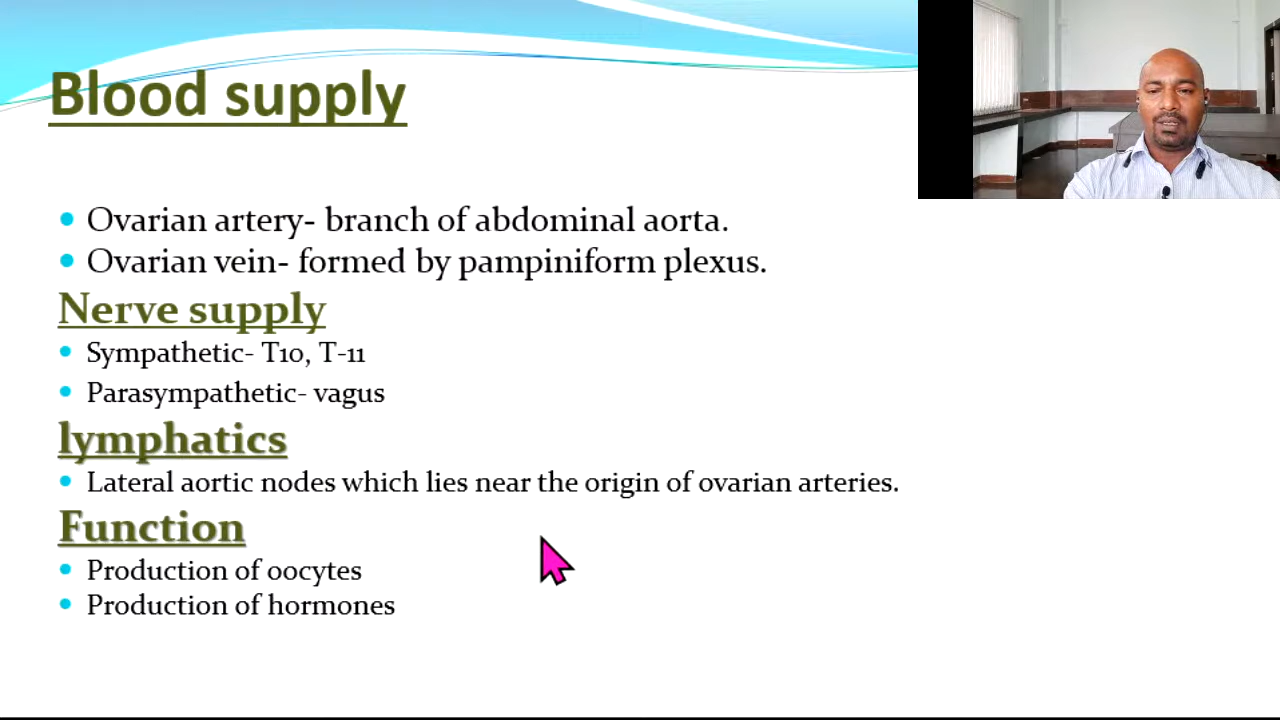 Blood supply
Ovarian artery- branch of abdominal aorta.
Ovarian vein- formed by pampiniform plexus.
Nerve supply
Sympathetic- T10, T-11
Parasympathetic- vagus
lymphatics
Lateral aortic nodes which lies near the origin of ovarian arteries.
Function
Production of oocytes
Production of hormones